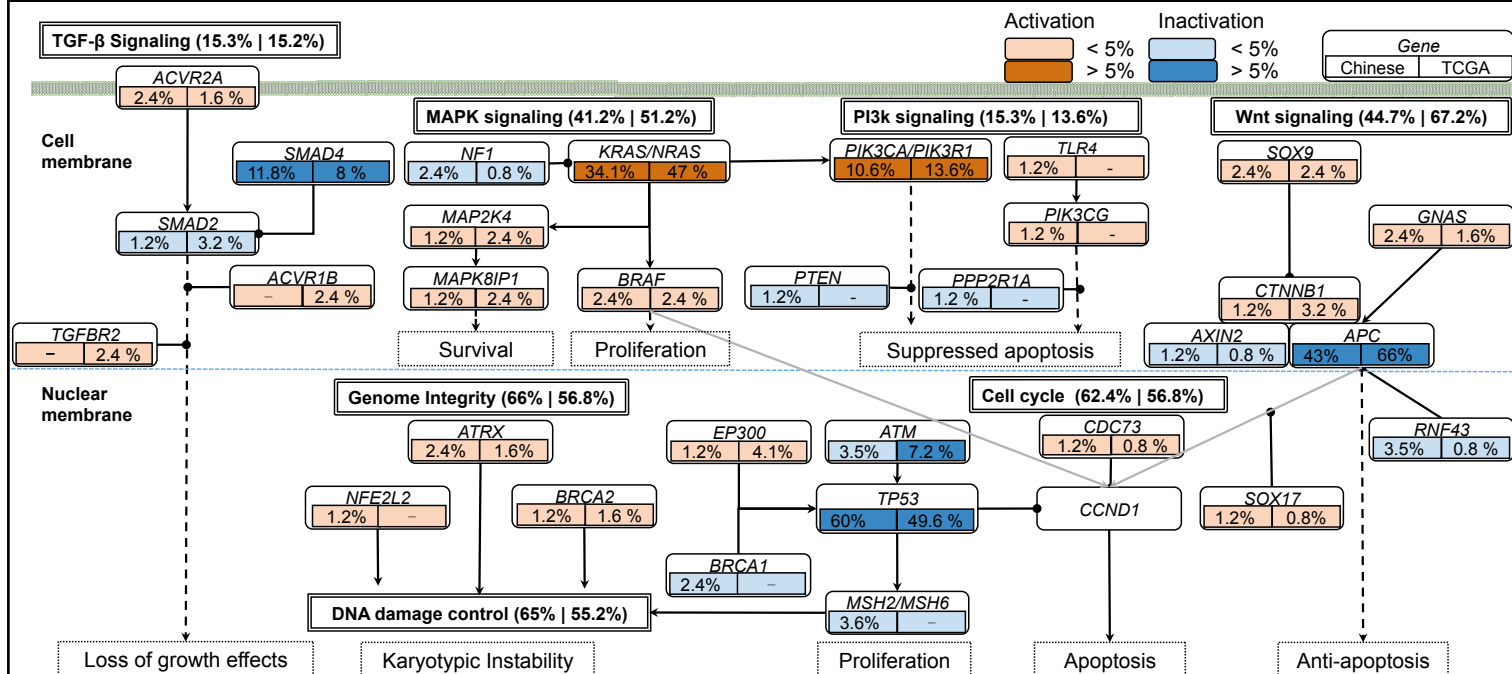 Activation
Inactivation
< 5%
< 5%
> 5%
> 5%
Gene
Chinese TCGA
TGF-β Signaling (15.3% | 15.2%)
ACVR2A
2.4% 1.6 %
Cell
membrane
MAPK signaling (41.2% | 51.2%)
PI3k signaling (15.3% | 13.6%)
Wnt signaling (44.7% | 67.2%)
SMAD4
11.8% 8 %
NF1
2.4% 0.8 %
KRAS/NRAS
34.1% 47 %
PIK3CA/PIK3R1
10.6% 13.6%
TLR4
1.2% -
SOX9
2.4% 2.4 %
SMAD2
1.2% 3.2 %
MAP2K4
1.2% 2.4 %
PIK3CG
1.2 % -
GNAS
2.4% 1.6%
ACVR1B
– 2.4 %
MAPK8IP1
1.2% 2.4 %
BRAF
2.4% 2.4 %
PTEN
1.2% -
PPP2R1A
1.2 % -
CTNNB1
1.2% 3.2 %
TGFBR2
– 2.4 %
Survival
Proliferation
Suppressed apoptosis
AXIN2
1.2% 0.8 %
APC
43% 66%
Nuclear
membrane
Genome Integrity (66% | 56.8%)
Cell cycle (62.4% | 56.8%)
ATRX
2.4% 1.6%
EP300
1.2% 4.1%
ATM
3.5% 7.2 %
CDC73
1.2% 0.8 %
RNF43
3.5% 0.8 %
NFE2L2
1.2% –
BRCA2
1.2% 1.6 %
TP53
60% 49.6 %
CCND1
SOX17
1.2% 0.8%
BRCA1
2.4% –
DNA damage control (65% | 55.2%)
MSH2/MSH6
3.6% –
Loss of growth effects
Karyotypic Instability
Proliferation
Apoptosis
Anti-apoptosis